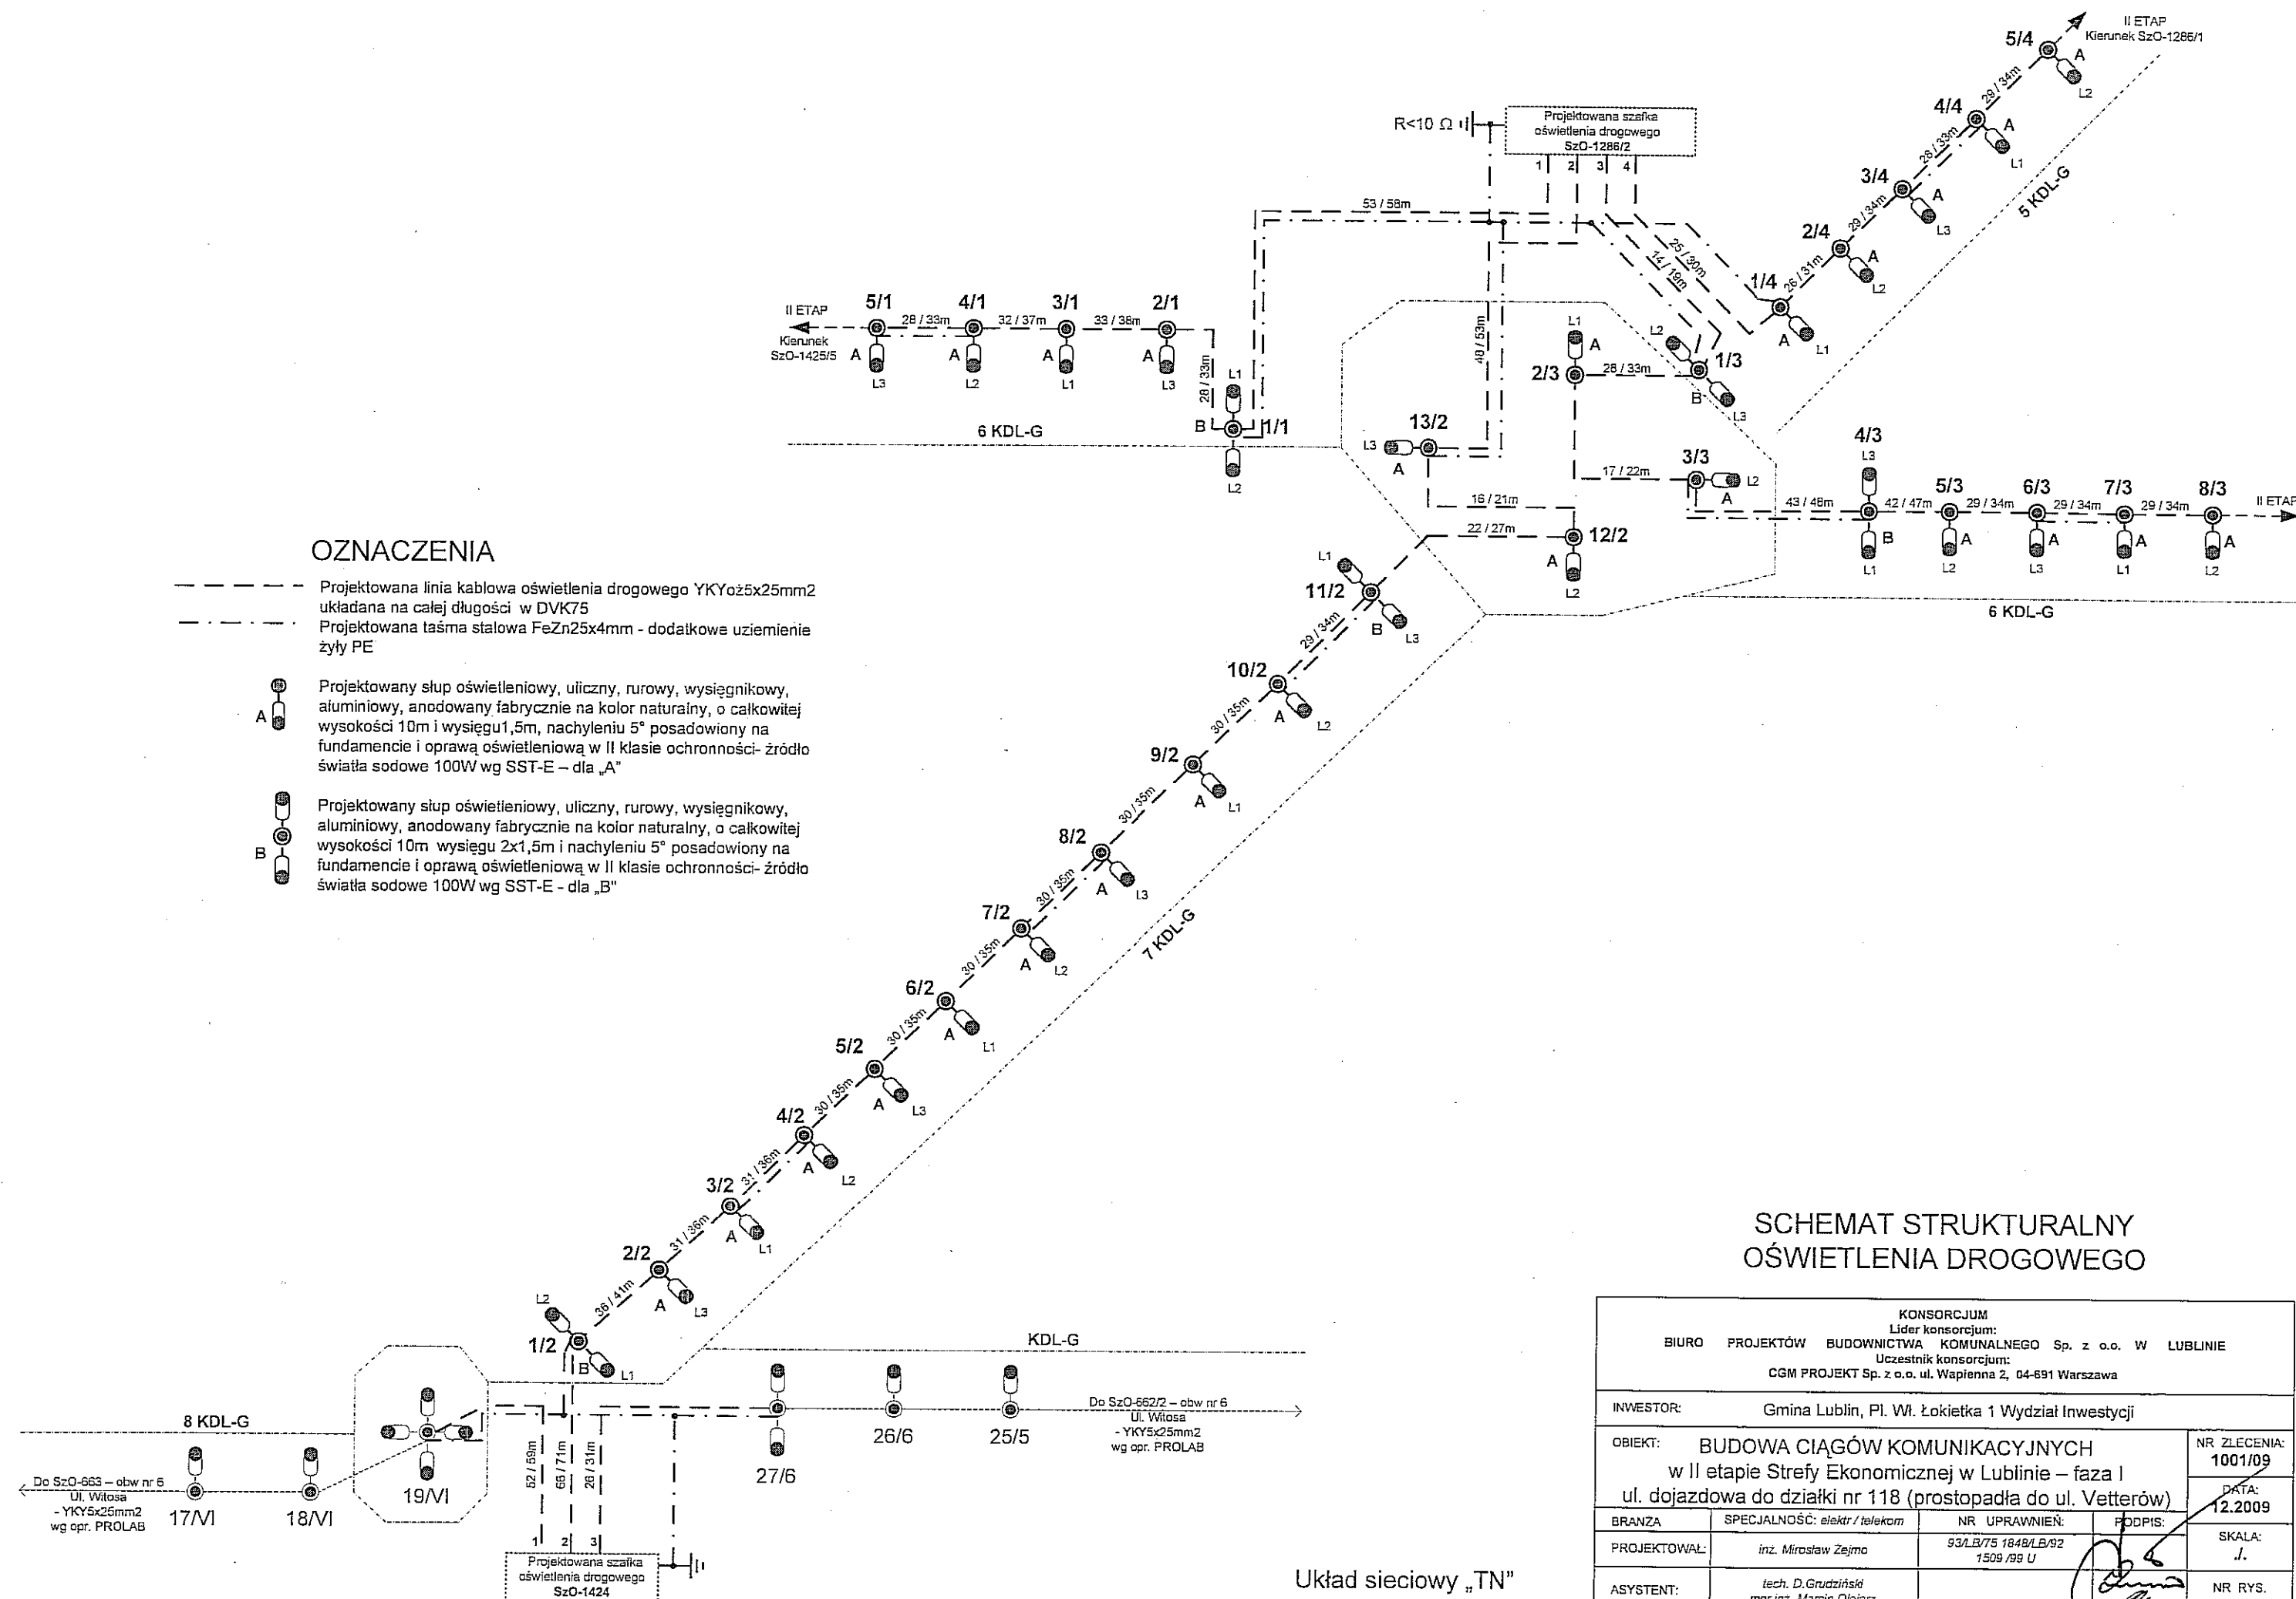 II ETAP
Kierunek SzO-1286/1
5/4
A
L2
29 / 34m
4/4
A
L1
28 / 33m
3/4
A
L3
29 / 34m
2/4
A
L2
26 / 31m
1/4
A
L1
5 KDL-G
R<10 Ω
Projektowana szafka
oświetlenia drogowego
SzO-1286/2
1 2 3 4
53 / 58m
25 / 30m
14 / 19m
48 / 53m
II ETAP
Kierunek
SzO-1425/5
5/1
28 / 33m
4/1
32 / 37m
3/1
33 / 38m
2/1
A
L3
A
L2
A
L1
A
L3
28 / 33m
L1
B
1/1
L2
6 KDL-G
L1
A
2/3
28 / 33m
L2
1/3
B
L3
13/2
L3
A
16 / 21m
17 / 22m
3/3
L2
A
22 / 27m
12/2
A
L2
43 / 48m
4/3
L3
B
L1
42 / 47m
5/3
A
L2
29 / 34m
6/3
A
L3
29 / 34m
7/3
A
L1
29 / 34m
8/3
A
L2
II ETAP
6 KDL-G
OZNACZENIA
Projektowana linia kablowa oświetlenia drogowego YKYoż5x25mm2
układana na całej długości w DVK75
Projektowana taśma stalowa FeZn25x4mm - dodatkowe uziemienie
żyły PE
A
Projektowany słup oświetleniowy, uliczny, rurowy, wysięgnikowy,
aluminiowy, anodowany fabrycznie na kolor naturalny, o całkowitej
wysokości 10m i wysięgu1,5m, nachyleniu 5° posadowiony na
fundamencie i oprawą oświetleniową w II klasie ochronności- źródło
światła sodowe 100W wg SST-E – dla „A”
B
Projektowany słup oświetleniowy, uliczny, rurowy, wysięgnikowy,
aluminiowy, anodowany fabrycznie na kolor naturalny, o całkowitej
wysokości 10m wysięgu 2x1,5m i nachyleniu 5° posadowiony na
fundamencie i oprawą oświetleniową w II klasie ochronności- źródło
światła sodowe 100W wg SST-E - dla „B"
L1
11/2
B
L3
29 / 34m
10/2
A
L2
30 / 35m
9/2
A
L1
30 / 35m
8/2
A
L3
30 / 35m
7/2
A
L2
30 / 35m
6/2
A
L1
30 / 35m
5/2
A
L3
30 / 35m
4/2
A
L2
31 / 36m
3/2
A
L1
31 / 36m
2/2
A
L3
36 / 41m
L2
1/2
B
L1
7 KDL-G
KDL-G
8 KDL-G
Do SzO-663 – obw nr 6
Ul. Witosa
- YKY5x25mm2
wg opr. PROLAB
17/VI
18/VI
19/VI
52 / 59m
66 / 71m
26 / 31m
1 2 3
Projektowana szafka
oświetlenia drogowego
SzO-1424
27/6
26/6
25/5
Do SzO-662/2 – obw nr 6
Ul. Witosa
- YKY5x25mm2
wg opr. PROLAB
Układ sieciowy „TN”
SCHEMAT STRUKTURALNY
OŚWIETLENIA DROGOWEGO
KONSORCJUM
Lider konsorcjum:
BIURO PROJEKTÓW BUDOWNICTWA KOMUNALNEGO Sp. z o.o. W LUBLINIE
Uczestnik konsorcjum:
CGM PROJEKT Sp. z o.o. ul. Wapienna 2, 04-691 Warszawa
INWESTOR: Gmina Lublin, Pl. Wł. Łokietka 1 Wydział Inwestycji
OBIEKT: BUDOWA CIĄGÓW KOMUNIKACYJNYCH
w II etapie Strefy Ekonomicznej w Lublinie – faza I
ul. dojazdowa do działki nr 118 (prostopadła do ul. Vetterów)
NR ZLECENIA:
1001/09
DATA:
12.2009
BRANŻA SPECJALNOŚĆ: elektr / telekom NR UPRAWNIEŃ: PODPIS:
SKALA:
./.
PROJEKTOWAŁ: inż. Mirosław Żejmo 93/LB/75 1848/LB/92
1509 /99 U
ASYSTENT: tech. D.Grudziński
NR RYS.